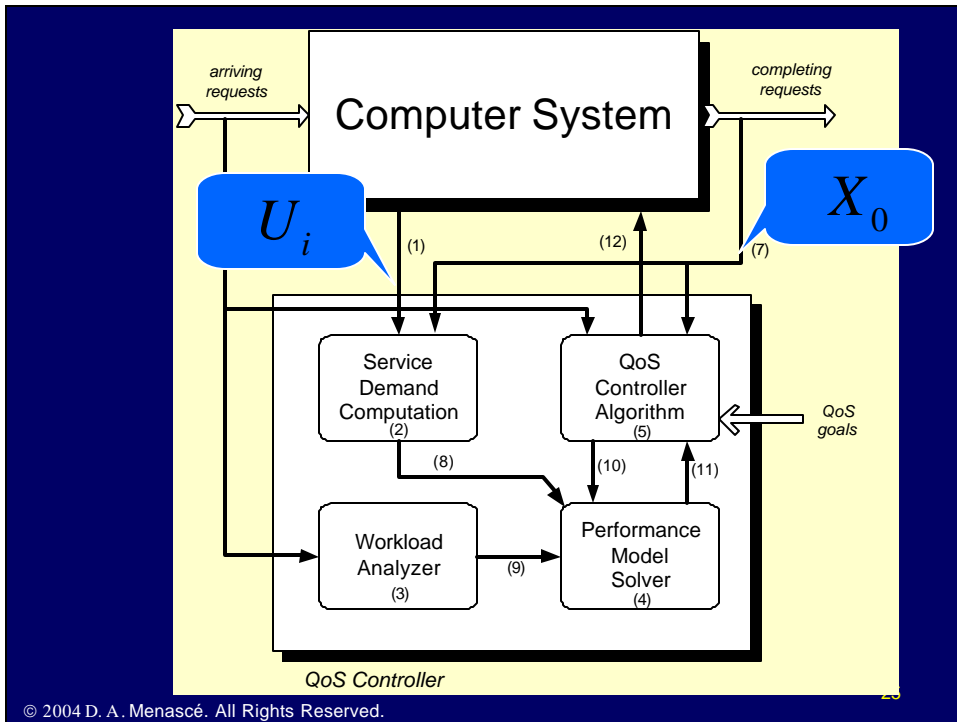 arriving
requests
Computer System
completing
requests
U i
X 0
(1)
(12)
(7)
Service
Demand
Computation
(2)
QoS
Controller
Algorithm
(5)
QoS
goals
(8)
(10)
(11)
Workload
Analyzer
(3)
(9)
Performance
Model
Solver
(4)
QoS Controller
© 2004 D. A. Menascé. All Rights Reserved.